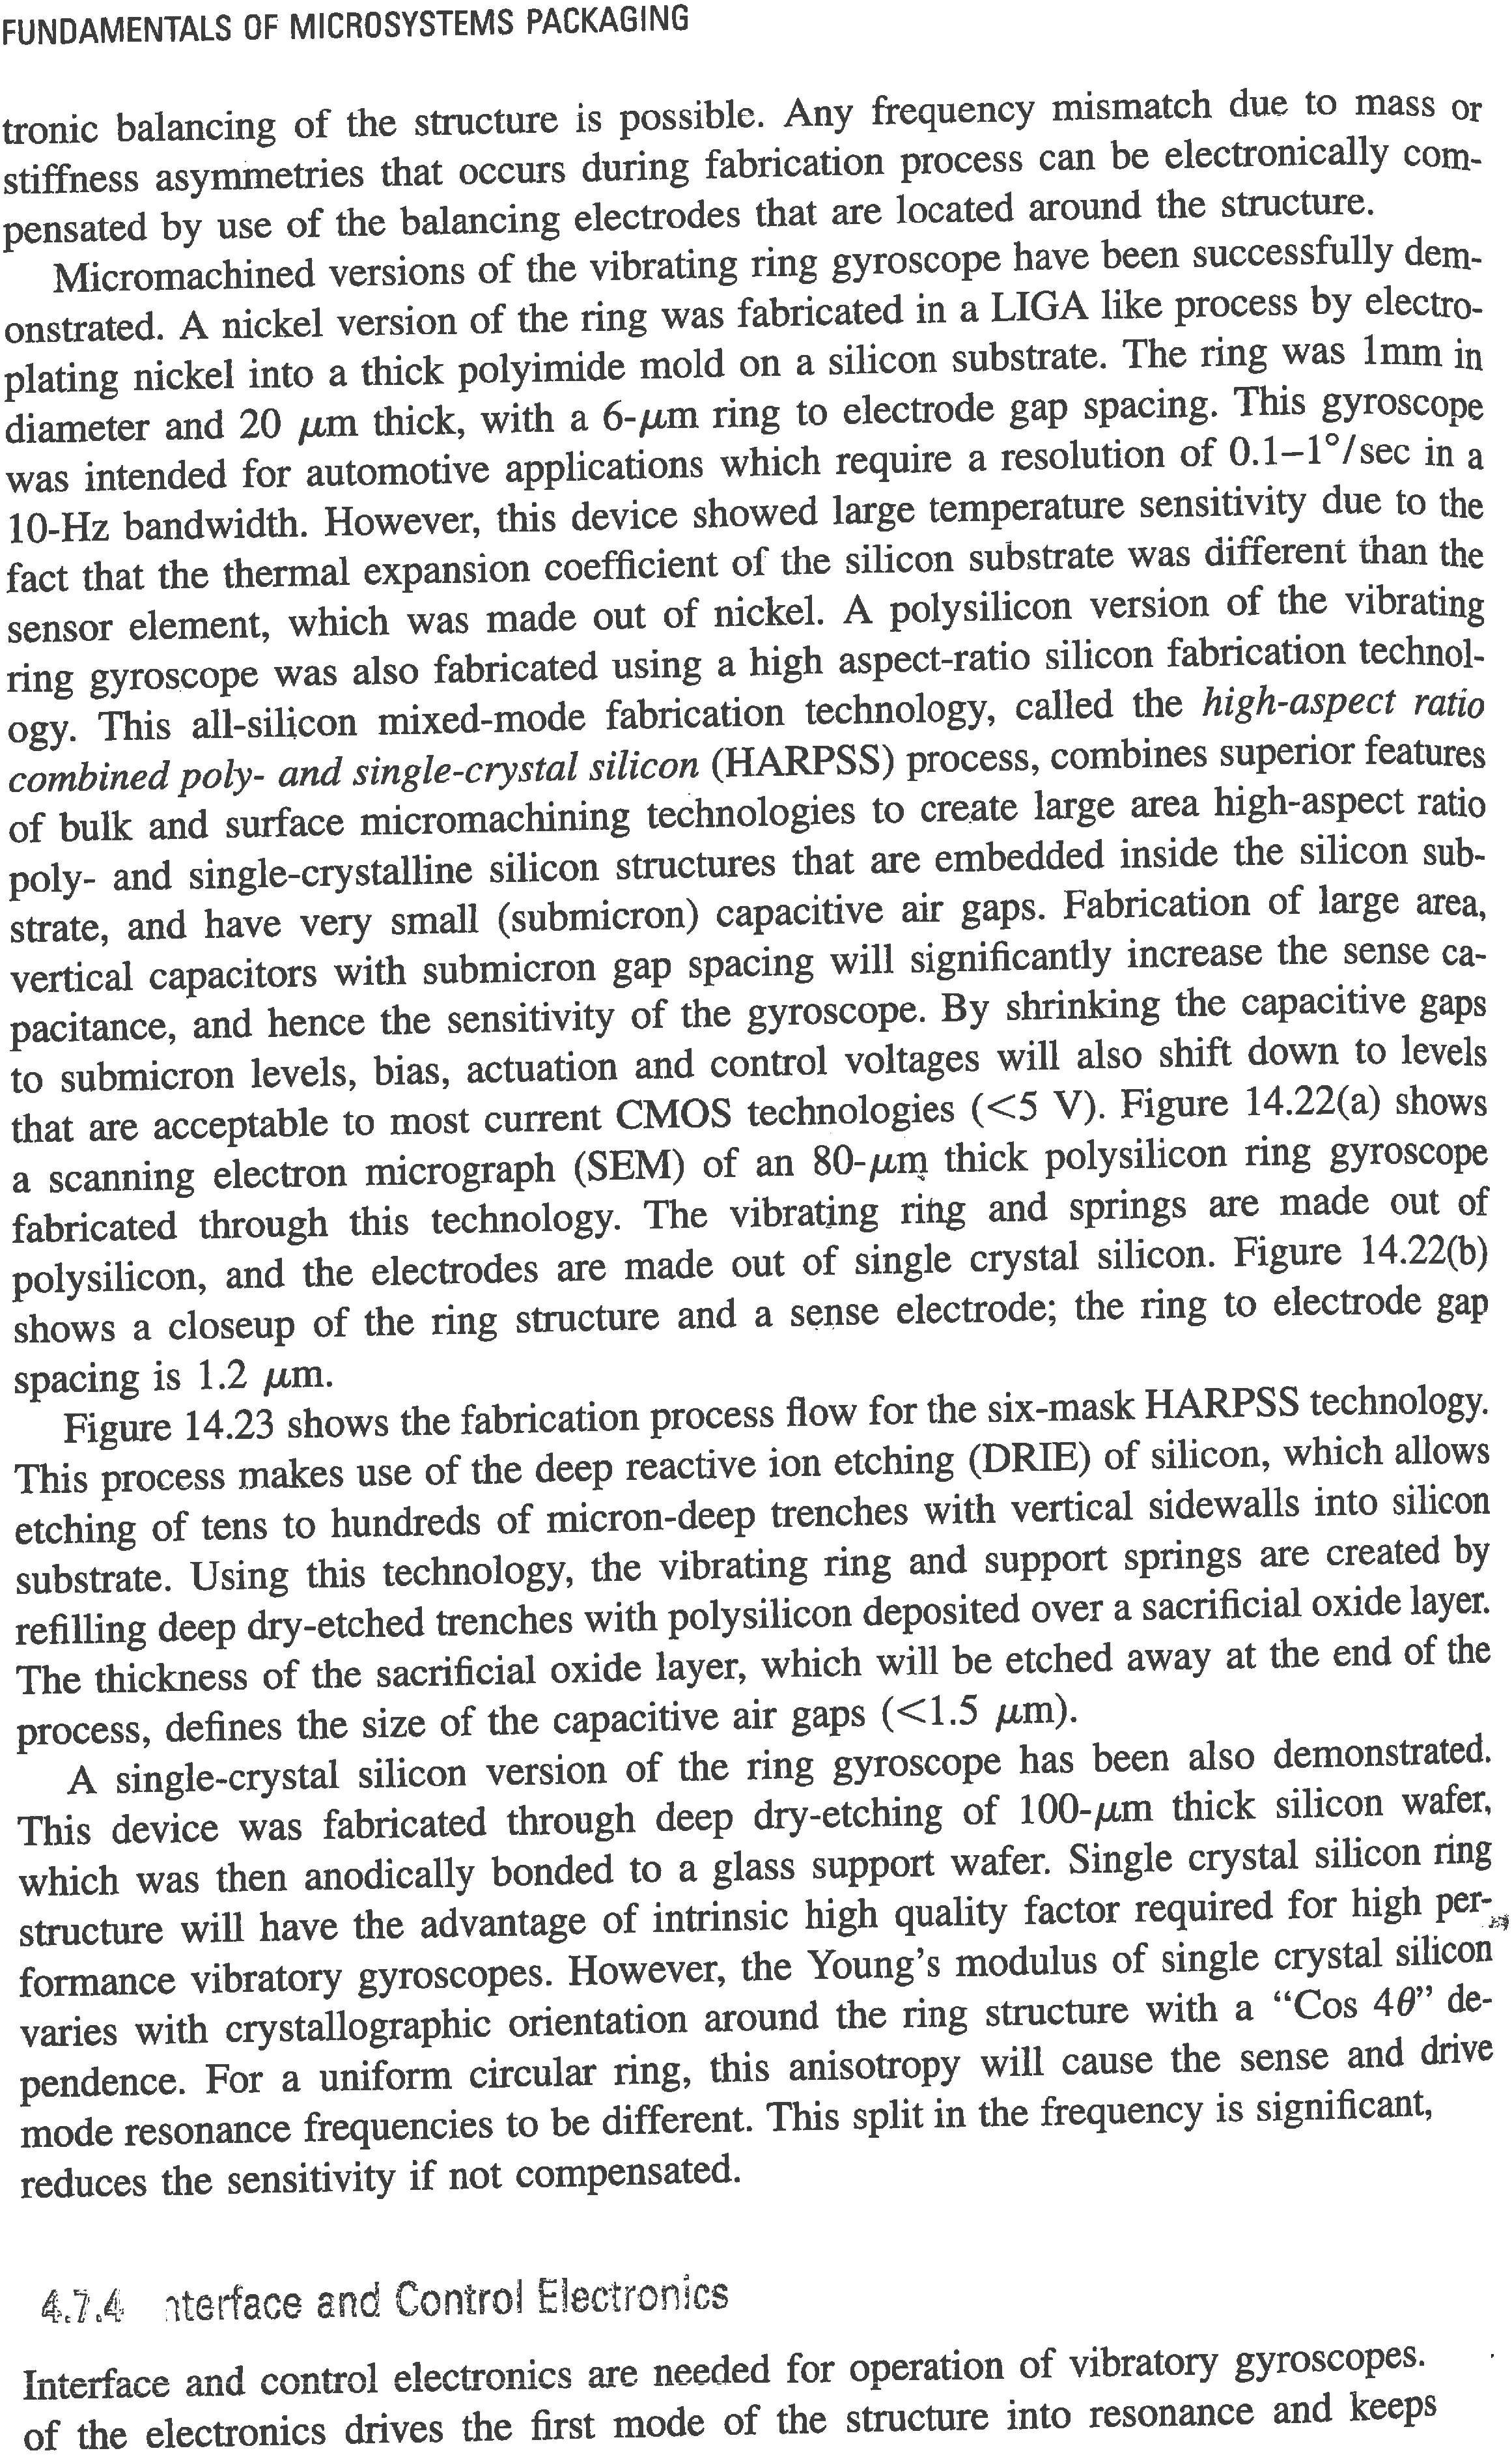 FUNDAMENTALS OF MICROSYSTEMS PACKAGING
tronic balancing of the structure is possible. Any frequency mismatch due to mass or
stiffness asymmetries that occurs during fabrication process can be electronically com-
pensated by use of the balancing electrodes that are located around the structure.
Micromachined versions of the vibrating ring gyroscope have been successfully dem-
onstrated. A nickel version of the ring was fabricated in a LIGA like process by electro-
plating nickel into a thick polyimide mold on a silicon substrate. The ring was 1mm in
diameter and 20 μm thick, with a 6-μm ring to electrode gap spacing. This gyroscope
was intended for automotive applications which require a resolution of 0.1–1°/sec in a
10-Hz bandwidth. However, this device showed large temperature sensitivity due to the
fact that the thermal expansion coefficient of the silicon substrate was different than the
sensor element, which was made out of nickel. A polysilicon version of the vibrating
ring gyroscope was also fabricated using a high aspect-ratio silicon fabrication technol-
ogy. This all-silicon mixed-mode fabrication technology, called the high-aspect ratio
combined poly- and single-crystal silicon (HARPSS) process, combines superior features
of bulk and surface micromachining technologies to create large area high-aspect ratio
poly- and single-crystalline silicon structures that are embedded inside the silicon sub-
strate, and have very small (submicron) capacitive air gaps. Fabrication of large area,
vertical capacitors with submicron gap spacing will significantly increase the sense ca-
pacitance, and hence the sensitivity of the gyroscope. By shrinking the capacitive gaps
to submicron levels, bias, actuation and control voltages will also shift down to levels
that are acceptable to most current CMOS technologies (<5 V). Figure 14.22(a) shows
a scanning electron micrograph (SEM) of an 80-μm thick polysilicon ring gyroscope
fabricated through this technology. The vibrating ring and springs are made out of
polysilicon, and the electrodes are made out of single crystal silicon. Figure 14.22(b)
shows a closeup of the ring structure and a sense electrode; the ring to electrode gap
spacing is 1.2 μm.
Figure 14.23 shows the fabrication process flow for the six-mask HARPSS technology.
This process makes use of the deep reactive ion etching (DRIE) of silicon, which allows
etching of tens to hundreds of micron-deep trenches with vertical sidewalls into silicon
substrate. Using this technology, the vibrating ring and support springs are created by
refilling deep dry-etched trenches with polysilicon deposited over a sacrificial oxide layer.
The thickness of the sacrificial oxide layer, which will be etched away at the end of the
process, defines the size of the capacitive air gaps (<1.5 μm).
A single-crystal silicon version of the ring gyroscope has been also demonstrated.
This device was fabricated through deep dry-etching of 100-μm thick silicon wafer,
which was then anodically bonded to a glass support wafer. Single crystal silicon ring
structure will have the advantage of intrinsic high quality factor required for high per-
formance vibratory gyroscopes. However, the Young's modulus of single crystal silicon
varies with crystallographic orientation around the ring structure with a "Cos 4θ" de-
pendence. For a uniform circular ring, this anisotropy will cause the sense and drive
mode resonance frequencies to be different. This split in the frequency is significant,
reduces the sensitivity if not compensated.
4.7.4 nterface and Control Electronics
Interface and control electronics are needed for operation of vibratory gyroscopes.
of the electronics drives the first mode of the structure into resonance and keeps